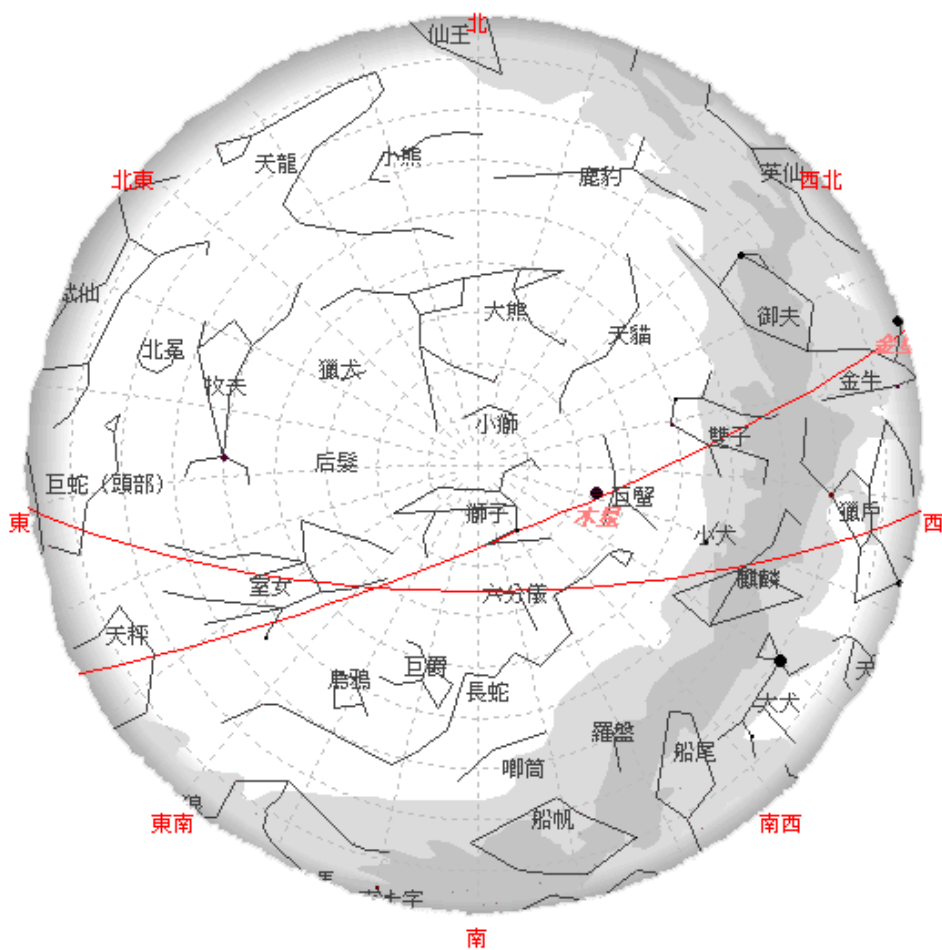 北
仙王
小熊
天龍
鹿豹
英仙
北東
西北
武仙
大熊
御夫
天貓
北冕
獵犬
牧夫
金牛
小獅
雙子
后髮
巨蛇（頭部）
巨蟹
木星
獅子
獵戶
東
西
小犬
室女
六分儀
麒麟
天秤
巨爵
烏鴉
長蛇
大犬
羅盤
船尾
唧筒
船帆
東南
南西
南